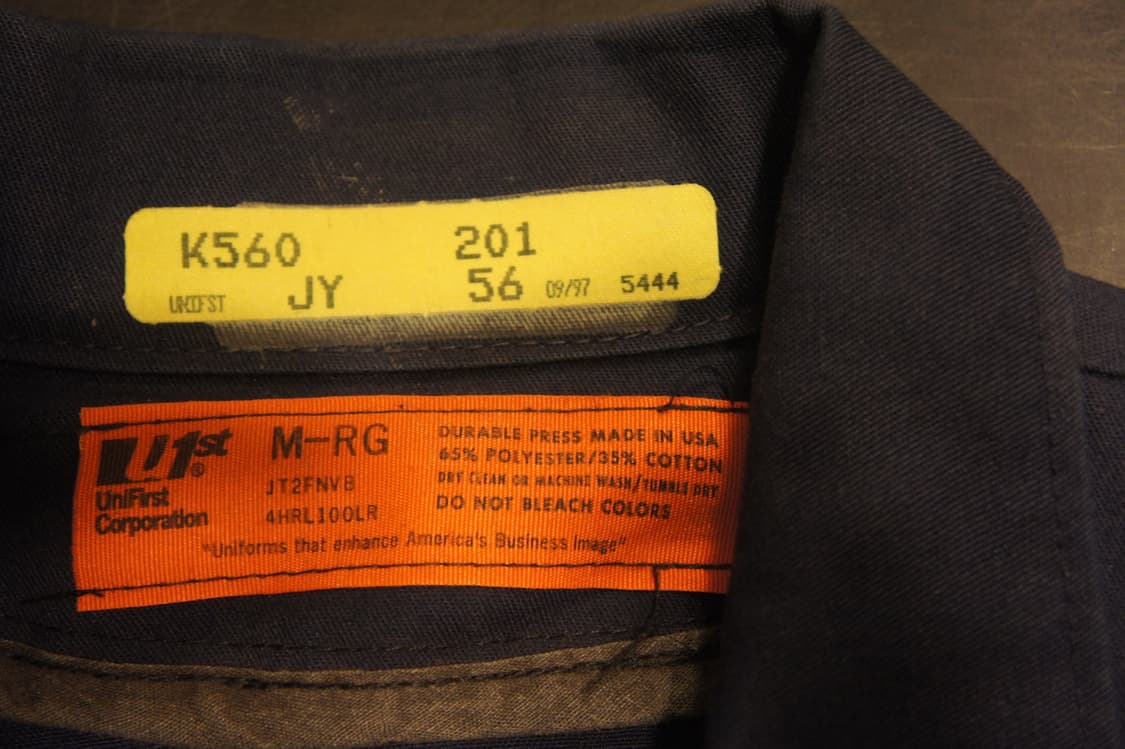 K560 201
UNIFST JY 56 09/97 5444
U1st® M-RG
UniFirst
Corporation
JT2FNVB
4HRL100LR
DURABLE PRESS MADE IN USA
65% POLYESTER/35% COTTON
DRY CLEAN OR MACHINE WASH/TUMBLE DRY
DO NOT BLEACH COLORS
"Uniforms that enhance America's Business Image"